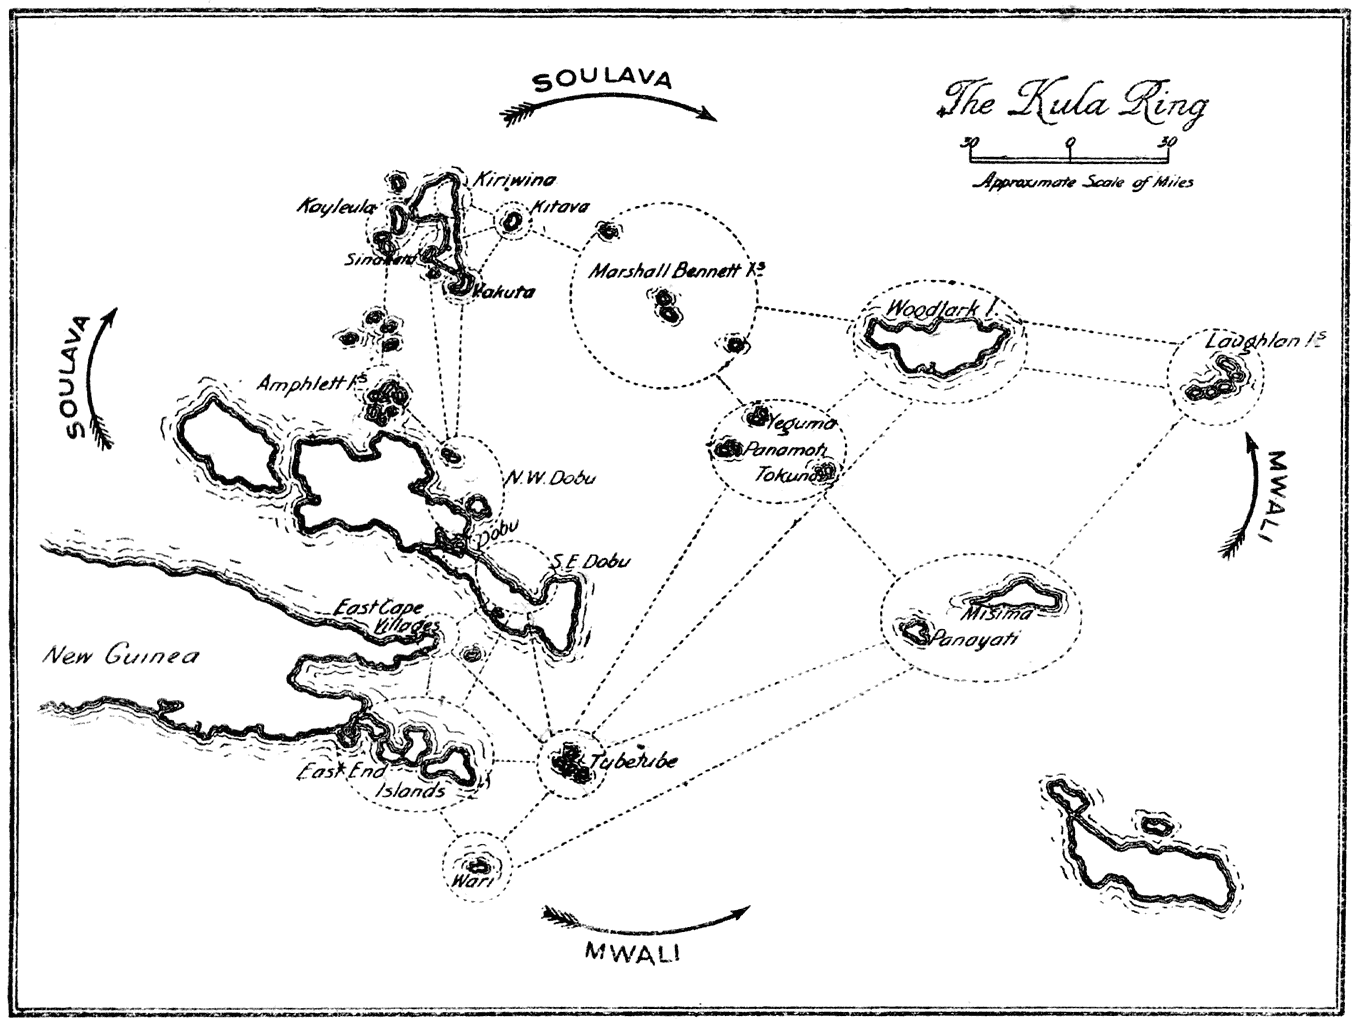 SOULAVA
The Kula Ring
30 0 30
Approximate Scale of Miles
Kiriwina
Kayleula
Kitava
Sinaketa
Vakuta
Marshall Bennett Is
Woodlark I.
Laughlan Is
SOULAVA
Amphlett Is
Yeguma
Panamoti
Tokuna
N.W. Dobu
MWALI
Dobu
S.E. Dobu
East Cape
Villages
Misima
Panayati
New Guinea
Tubetube
East End
Islands
Wari
MWALI